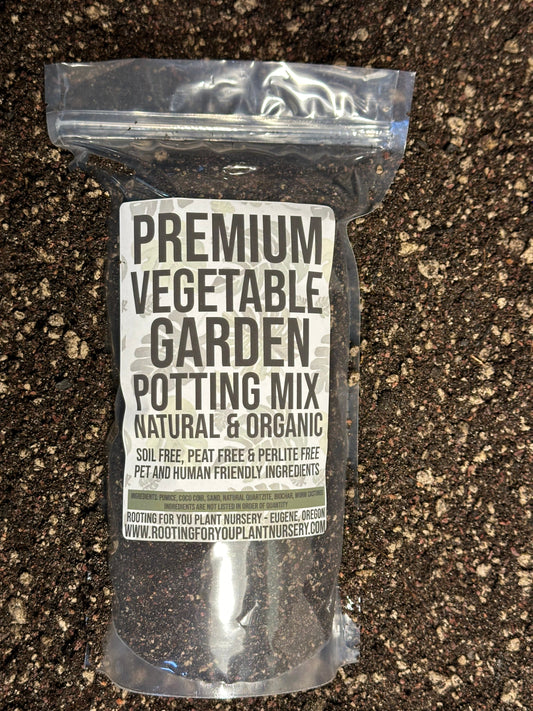 PREMIUM
VEGETABLE
GARDEN
POTTING MIX
NATURAL & ORGANIC
SOIL FREE, PEAT FREE & PERLITE FREE
PET AND HUMAN FRIENDLY INGREDIENTS
INGREDIENTS: PUMICE, COCO COIR, SAND, NATURAL QUARTZITE, BIOCHAR, WORM CASTINGS
INGREDIENTS ARE NOT LISTED IN ORDER OF QUANTITY
ROOTING FOR YOU PLANT NURSERY - EUGENE, OREGON
WWW.ROOTINGFORYOUPLANTNURSERY.COM